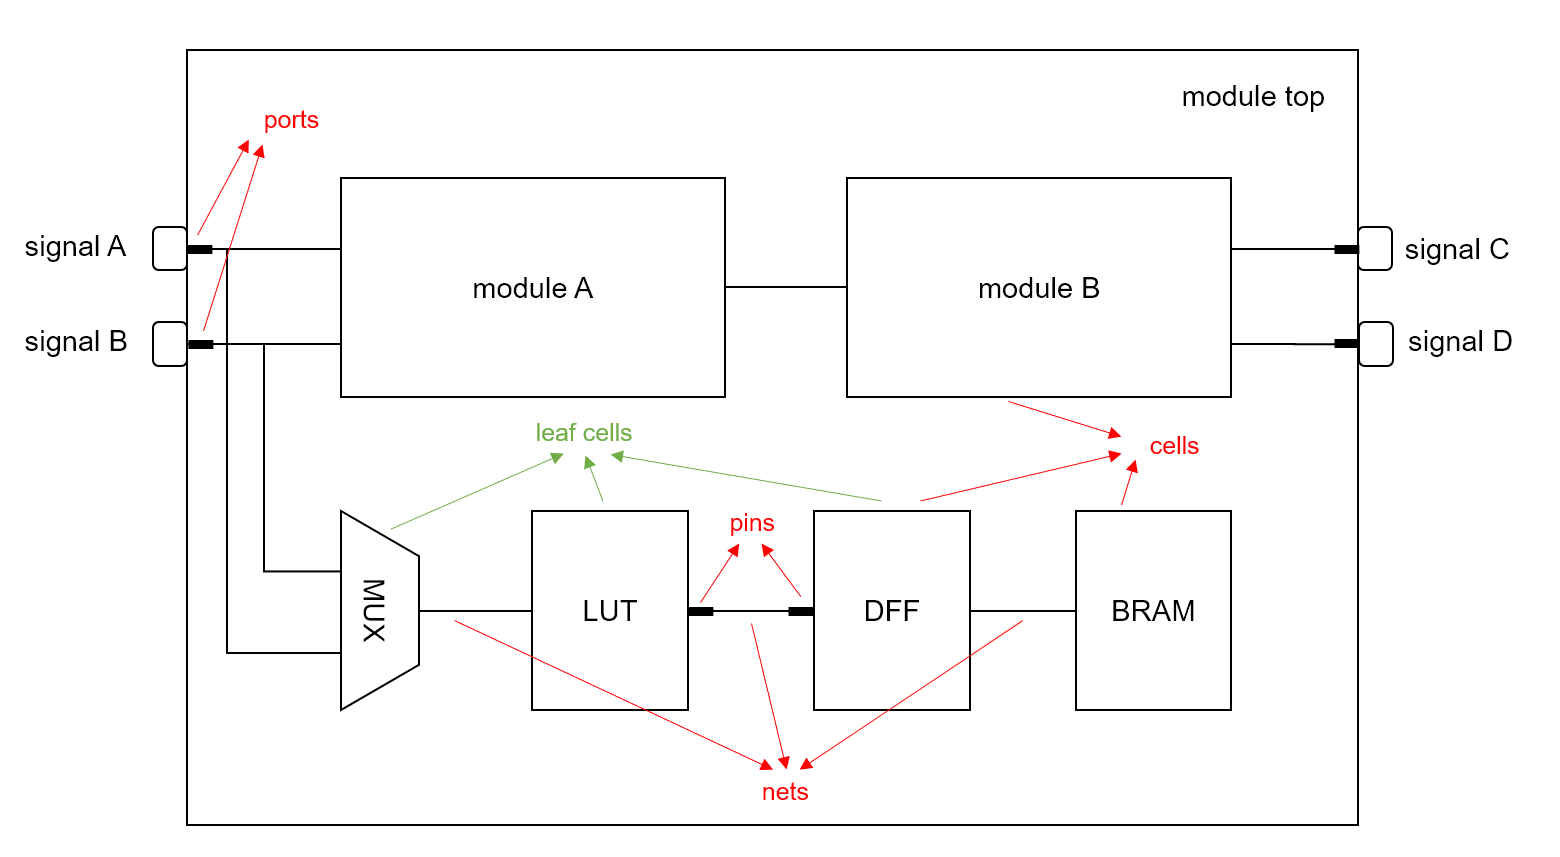 module top
ports
signal A
module A
module B
signal C
signal B
signal D
leaf cells
cells
pins
MUX
LUT
DFF
BRAM
nets